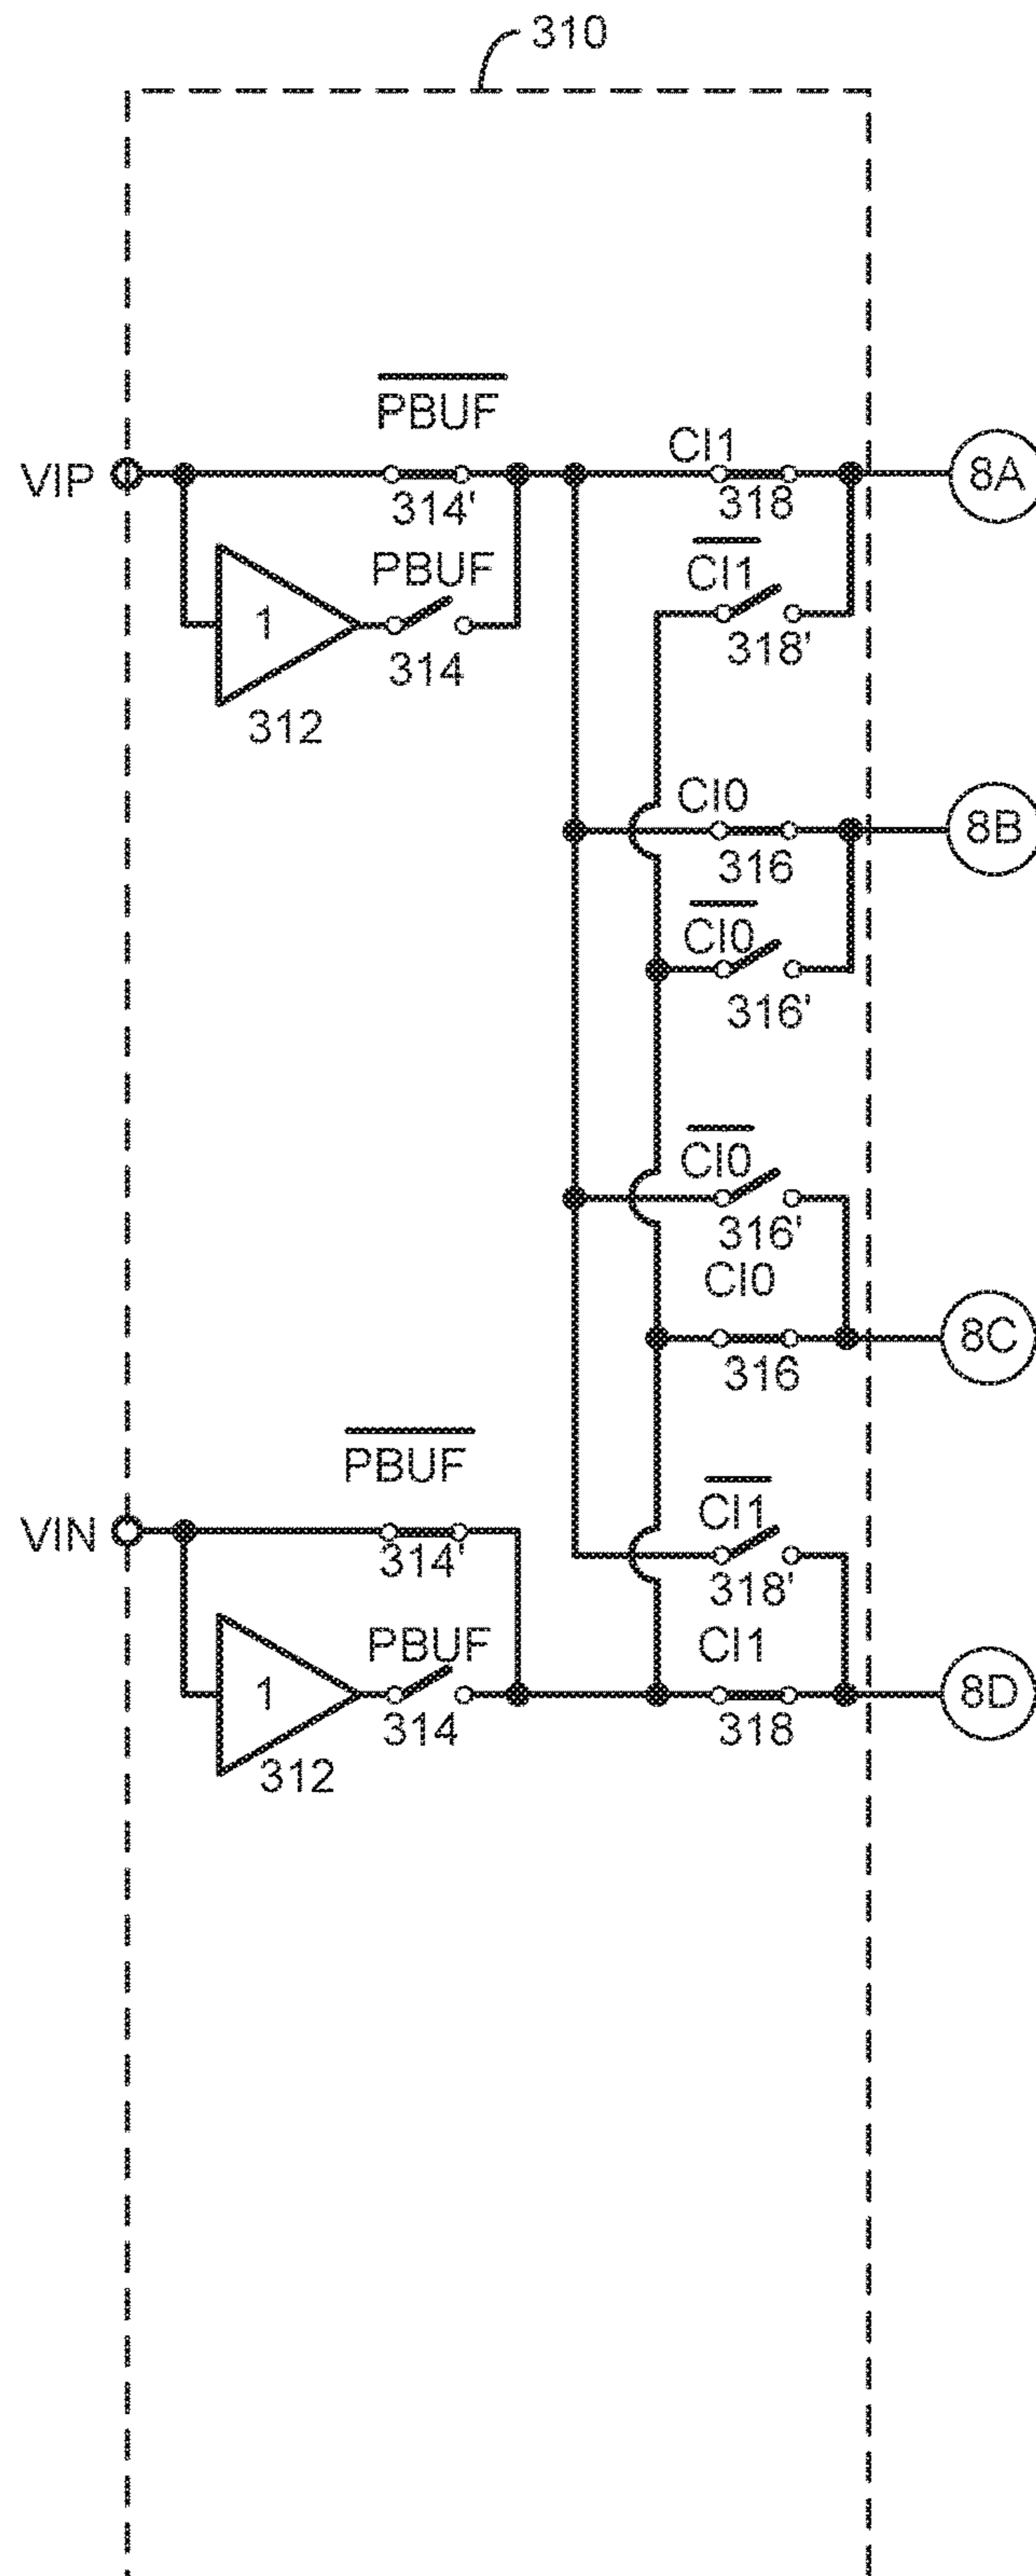 310
PBUF
VIP
314'
CI1
318
8A
PBUF
1
314
312
CI1
318'
CI0
316
8B
CI0
316'
CI0
316'
CI0
316
8C
PBUF
VIN
314'
CI1
318'
PBUF
1
314
312
CI1
318
8D